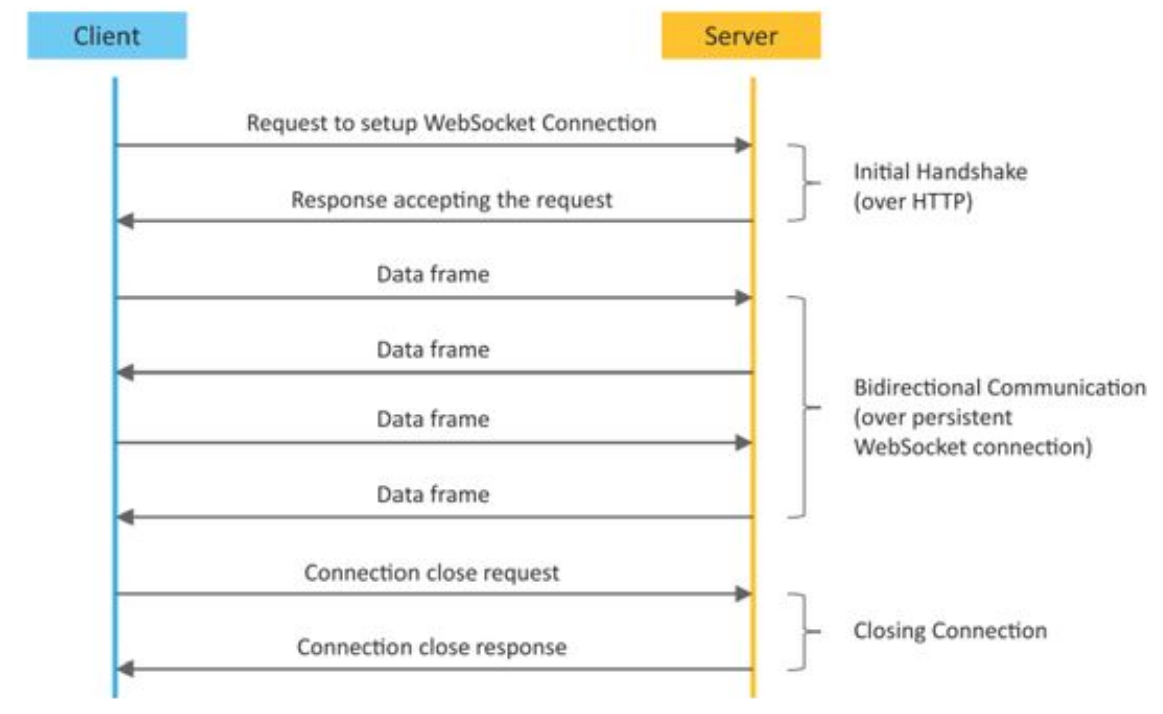 Client
Server
Request to setup WebSocket Connection
Response accepting the request
Initial Handshake
(over HTTP)
Data frame
Data frame
Data frame
Data frame
Bidirectional Communication
(over persistent
WebSocket connection)
Connection close request
Connection close response
Closing Connection